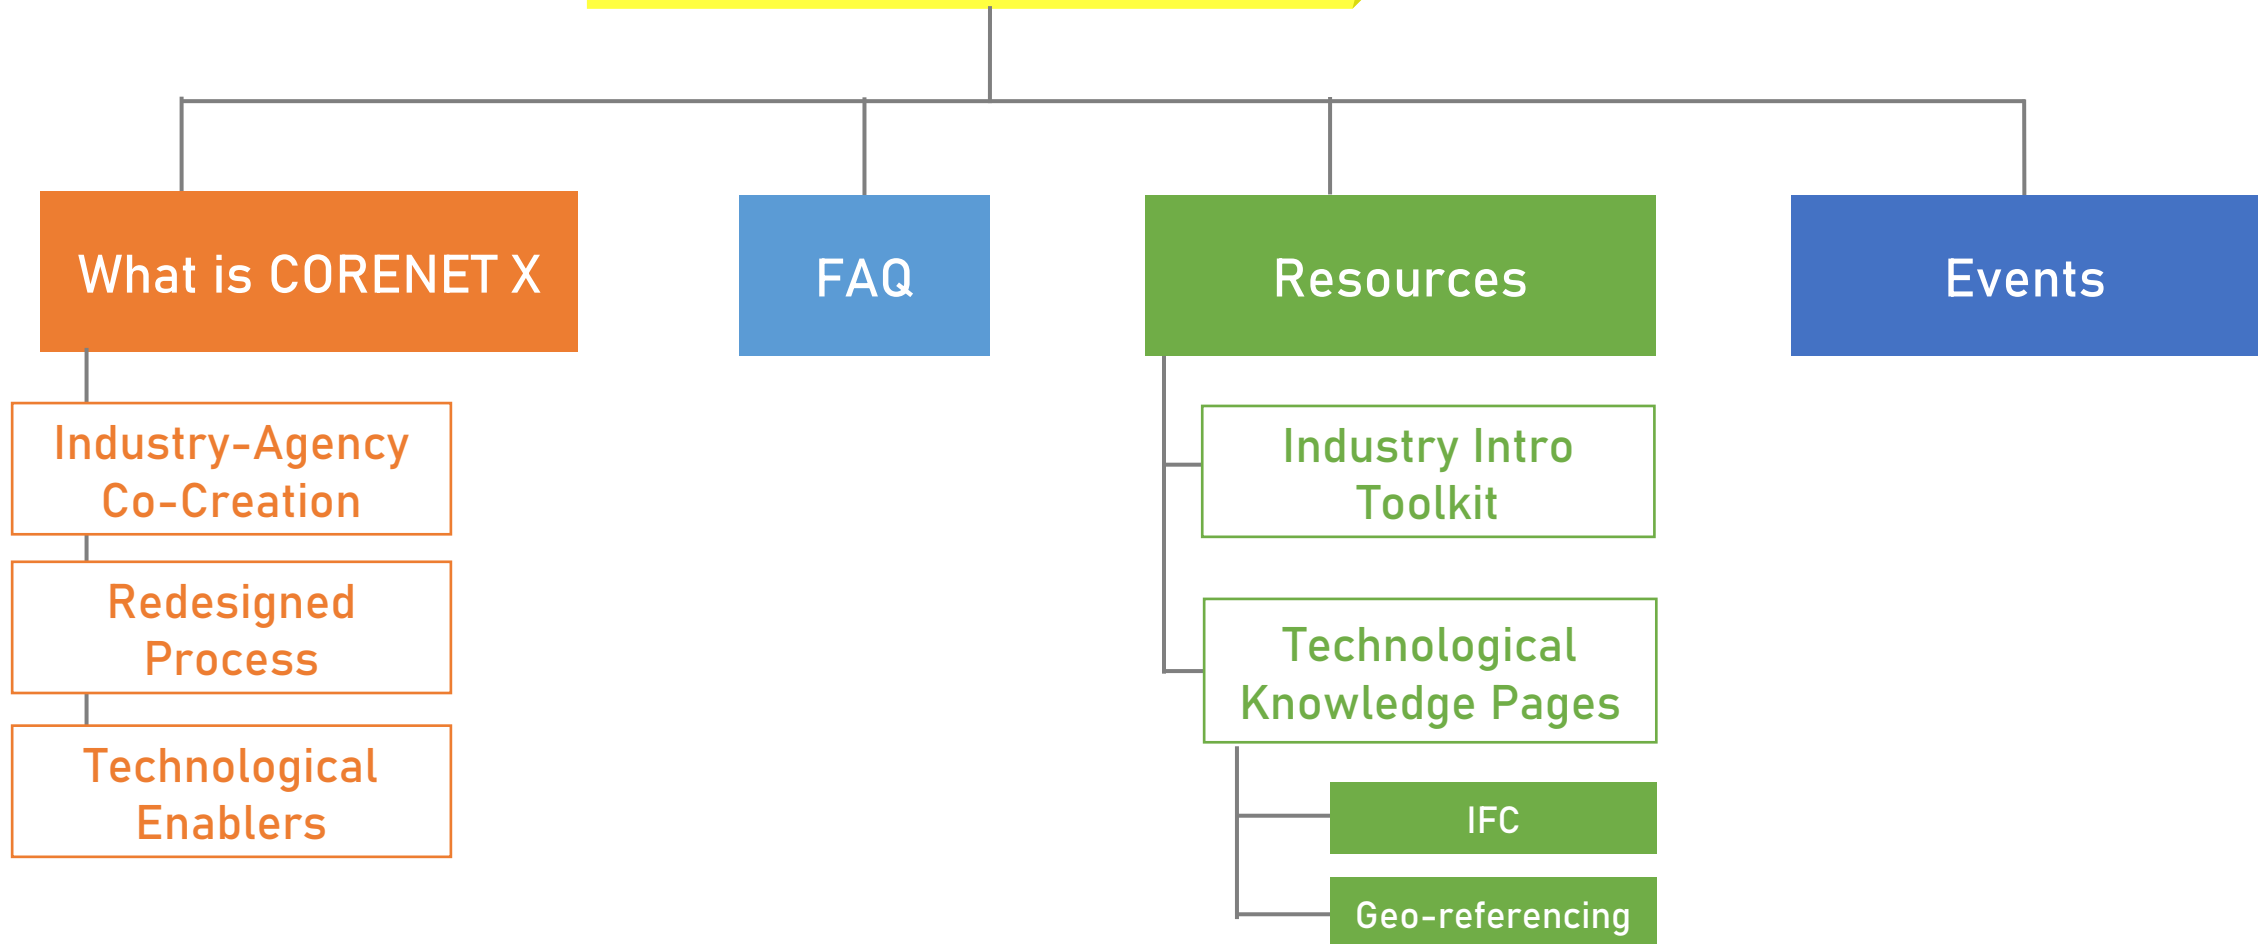 What is CORENET X
FAQ
Resources
Events
Industry-Agency
Co-Creation
Redesigned
Process
Technological
Enablers
Industry Intro
Toolkit
Technological
Knowledge Pages
IFC
Geo-referencing